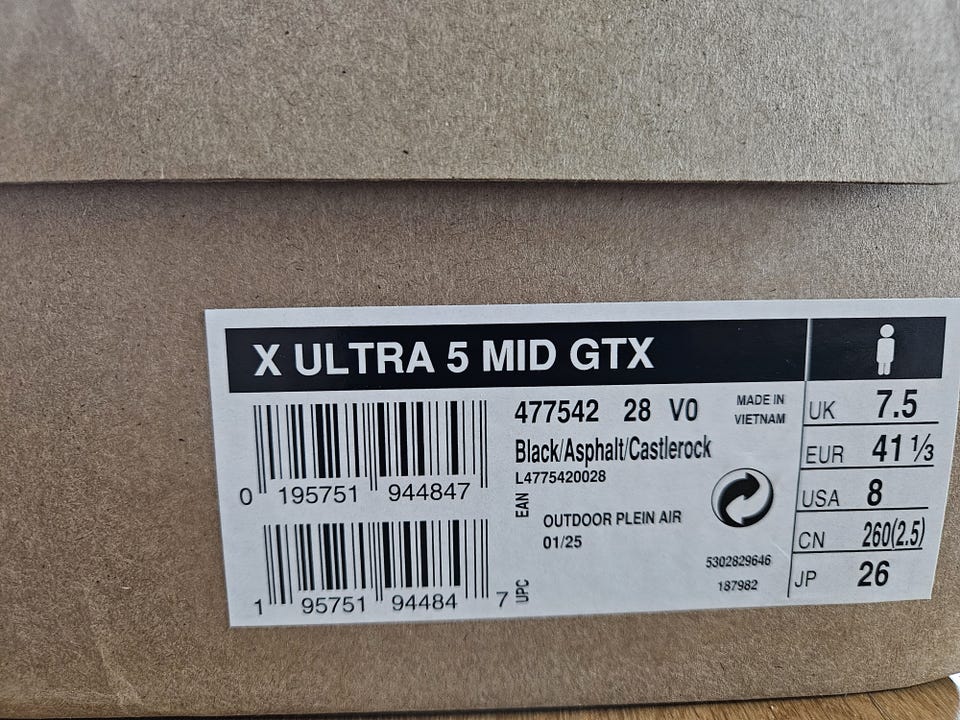 X ULTRA 5 MID GTX
477542 28 V0
MADE IN
VIETNAM
Black/Asphalt/Castlerock
L4775420028
EAN
0 195751 944847
OUTDOOR PLEIN AIR
01/25
5302829646
187982
UPC
1 95751 94484 7
UK 7.5
EUR 41 ⅓
USA 8
CN 260(2.5)
JP 26